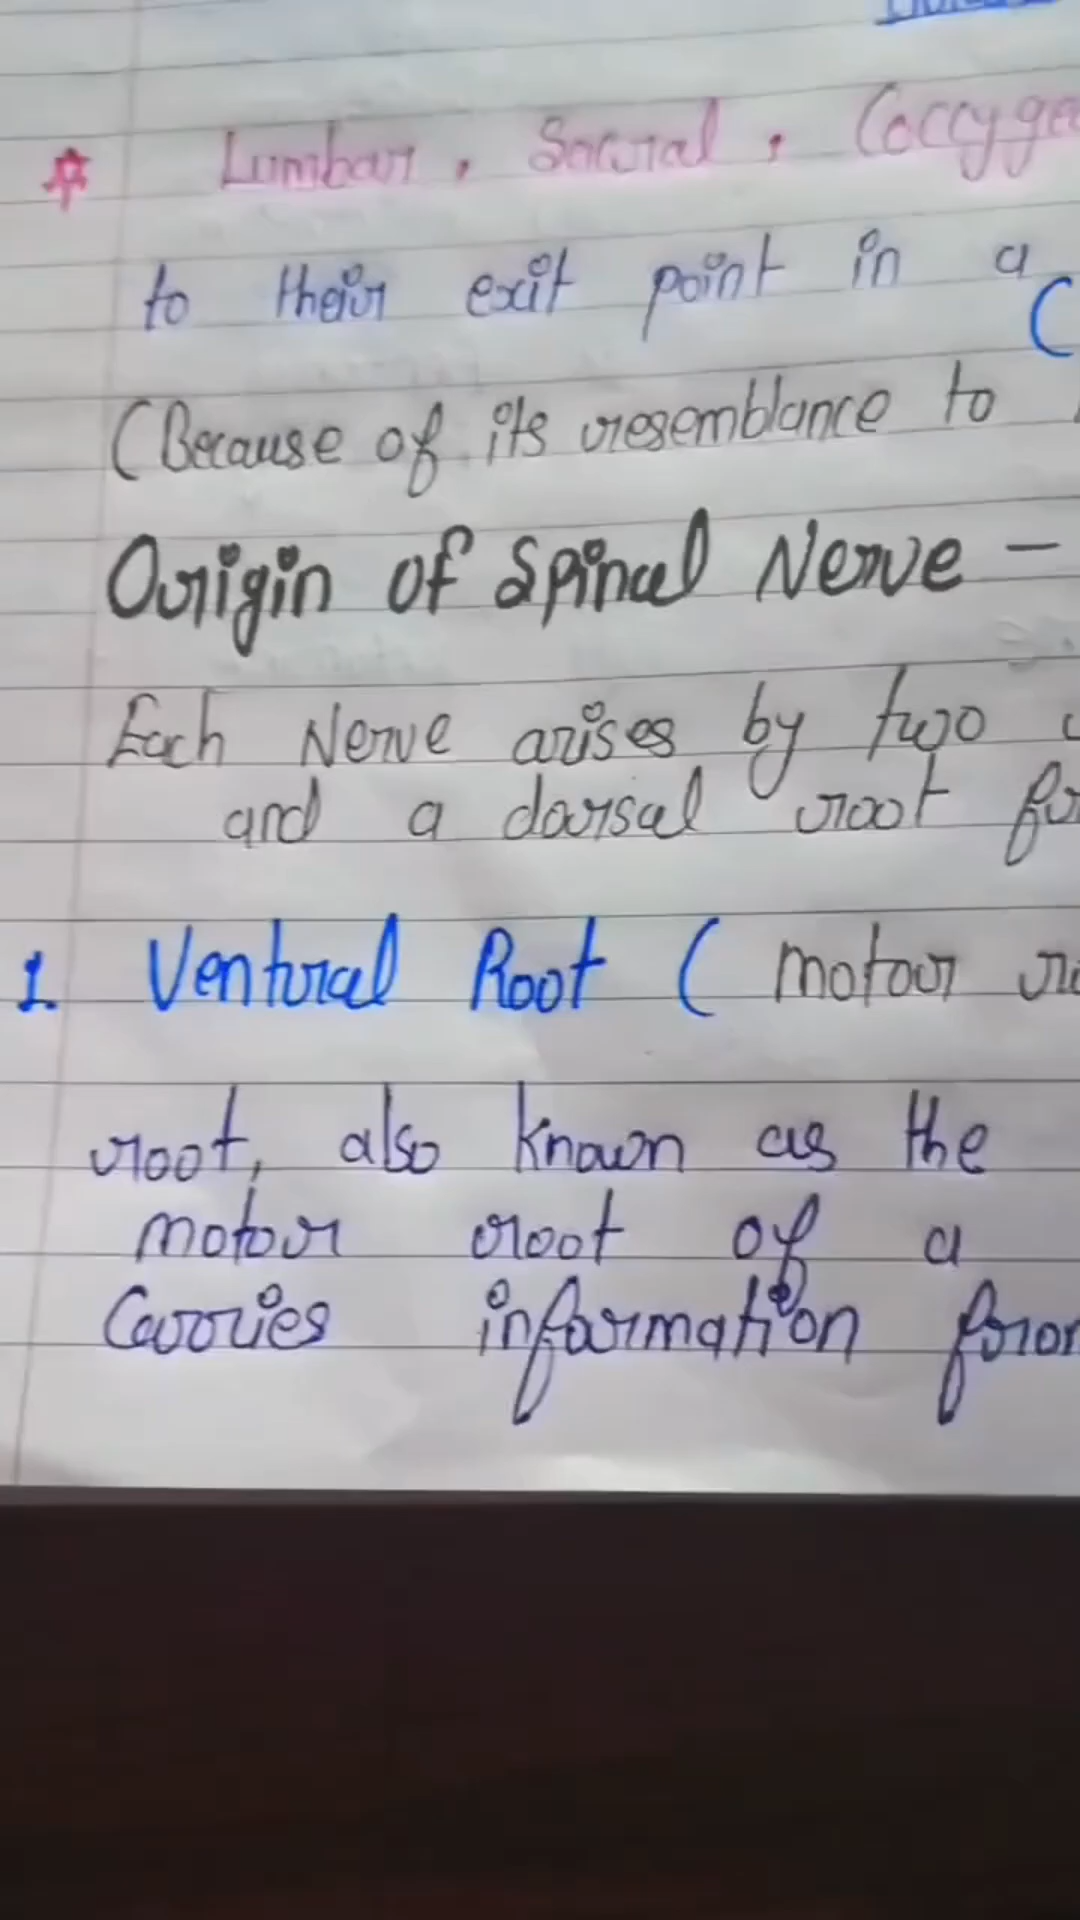 Lumbar, Sacral, Coccygea
to their exit point in a
(
(Because of its resemblance to
Origin of Spinal Nerve -
Each Nerve arises by two
and a dorsal root
1. Ventral Root ( motor
root, also known as the
motor root of a
Carries information from